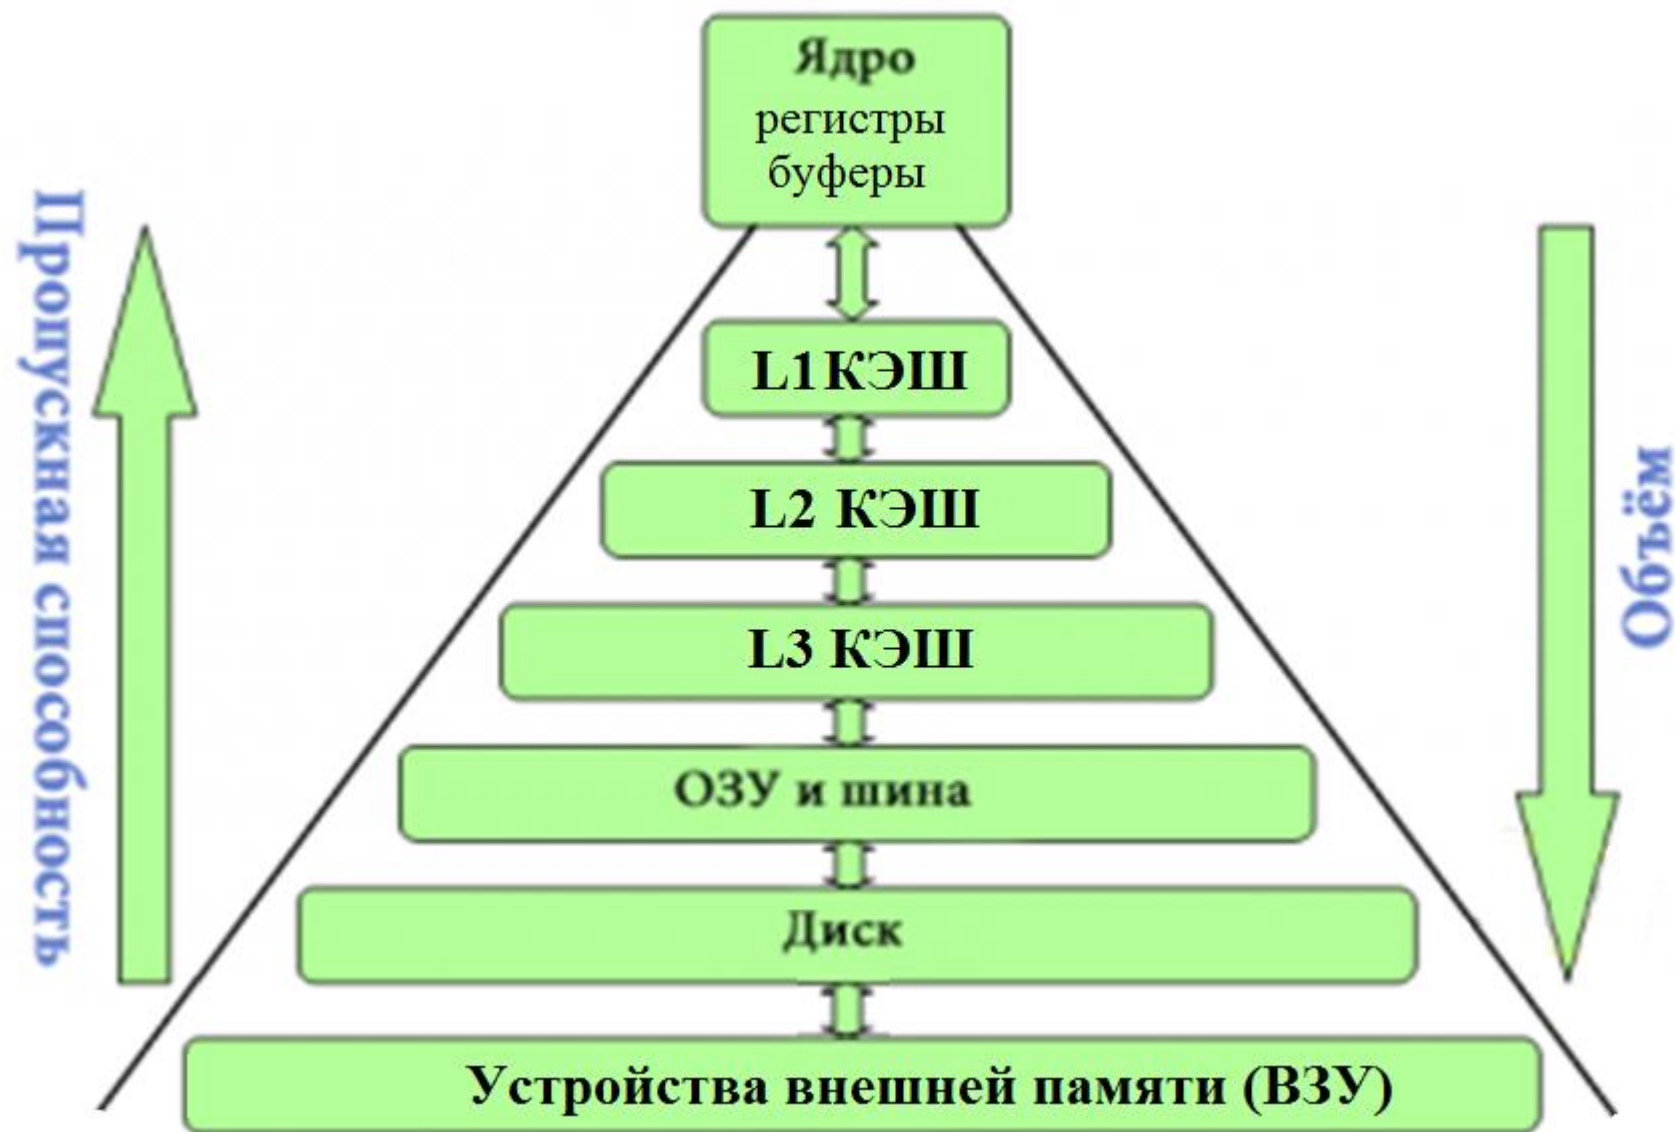 Ядро
регистры
буферы
Пропускная способность
L1 КЭШ
L2 КЭШ
L3 КЭШ
Объём
ОЗУ и шина
Диск
Устройства внешней памяти (ВЗУ)